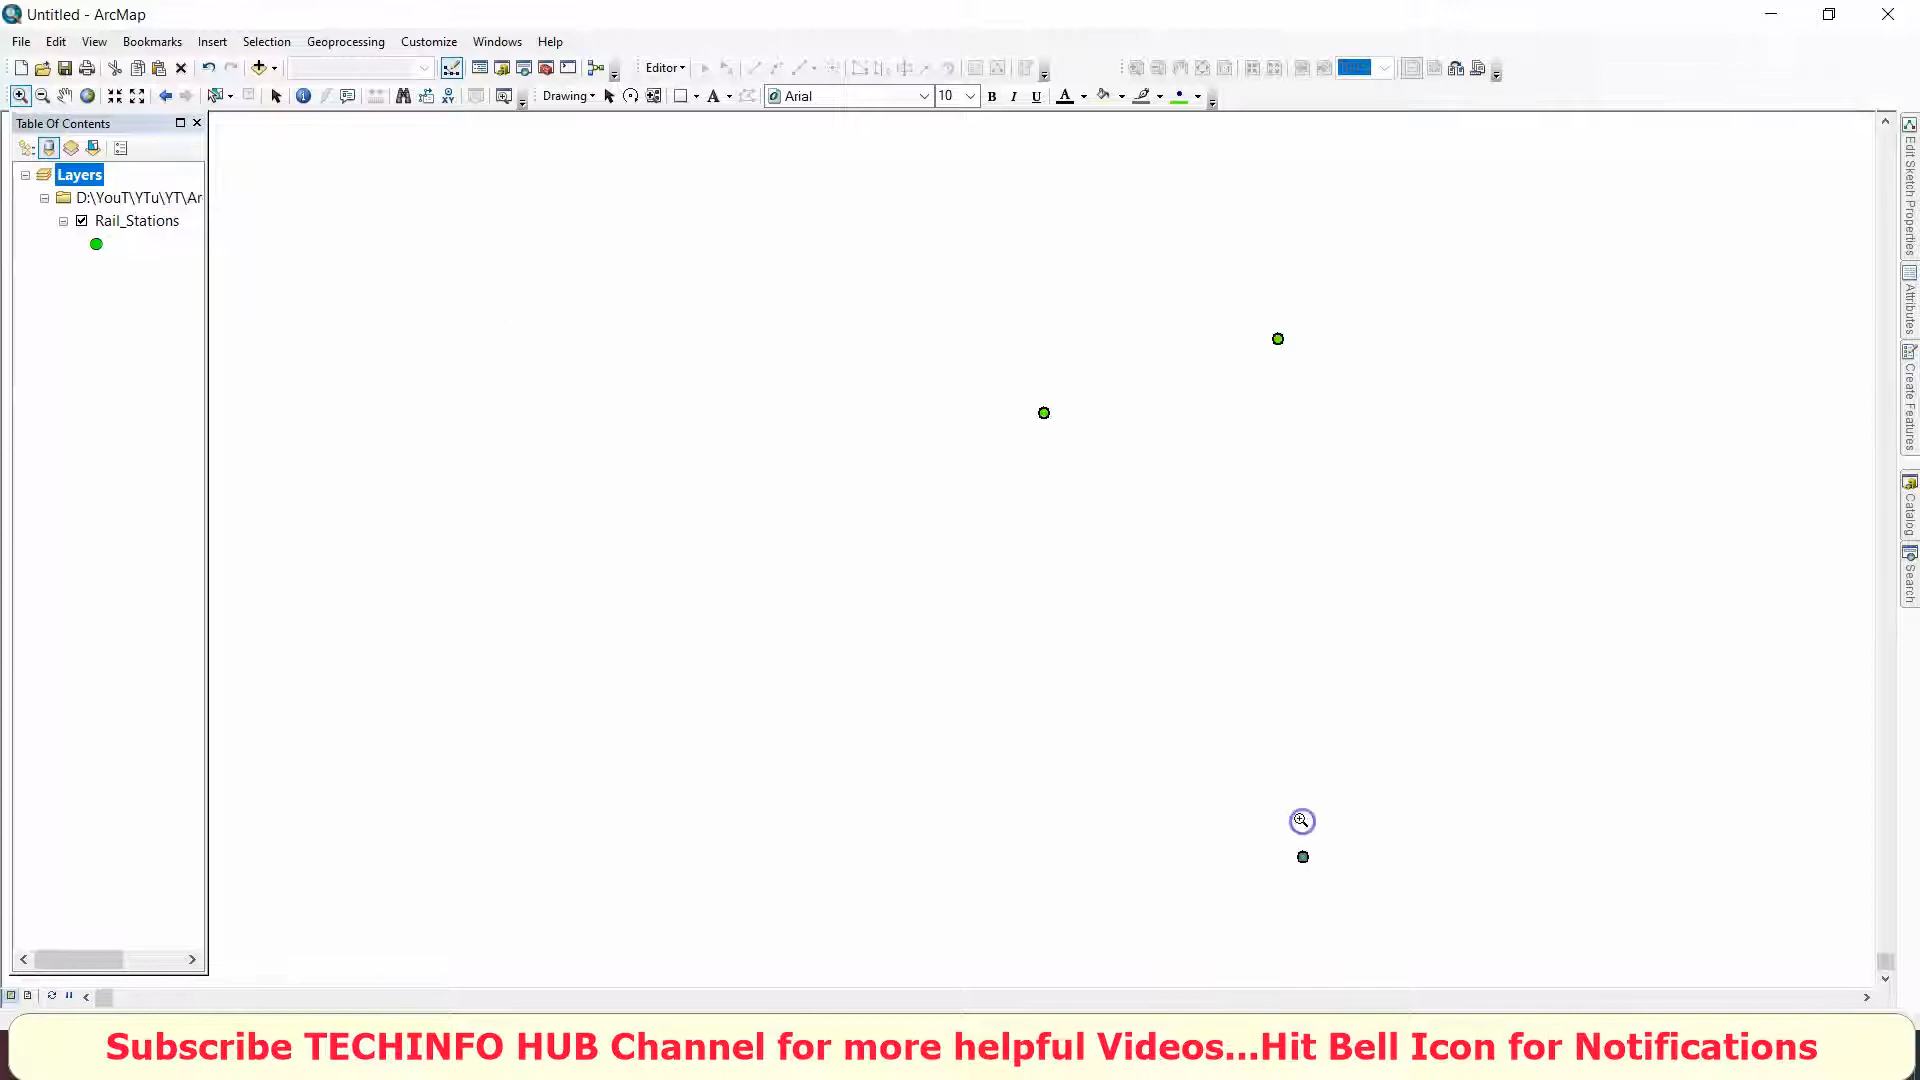 Untitled - ArcMap
File Edit View Bookmarks Insert Selection Geoprocessing Customize Windows Help
Editor
Drawing A Arial 10 B I U A
Table Of Contents
Layers
D:\YouT\YTu\YT\Ar
Rail_Stations
Edit Sketch Properties
Attributes
Create Features
Catalog
Search
Subscribe TECHINFO HUB Channel for more helpful Videos...Hit Bell Icon for Notifications